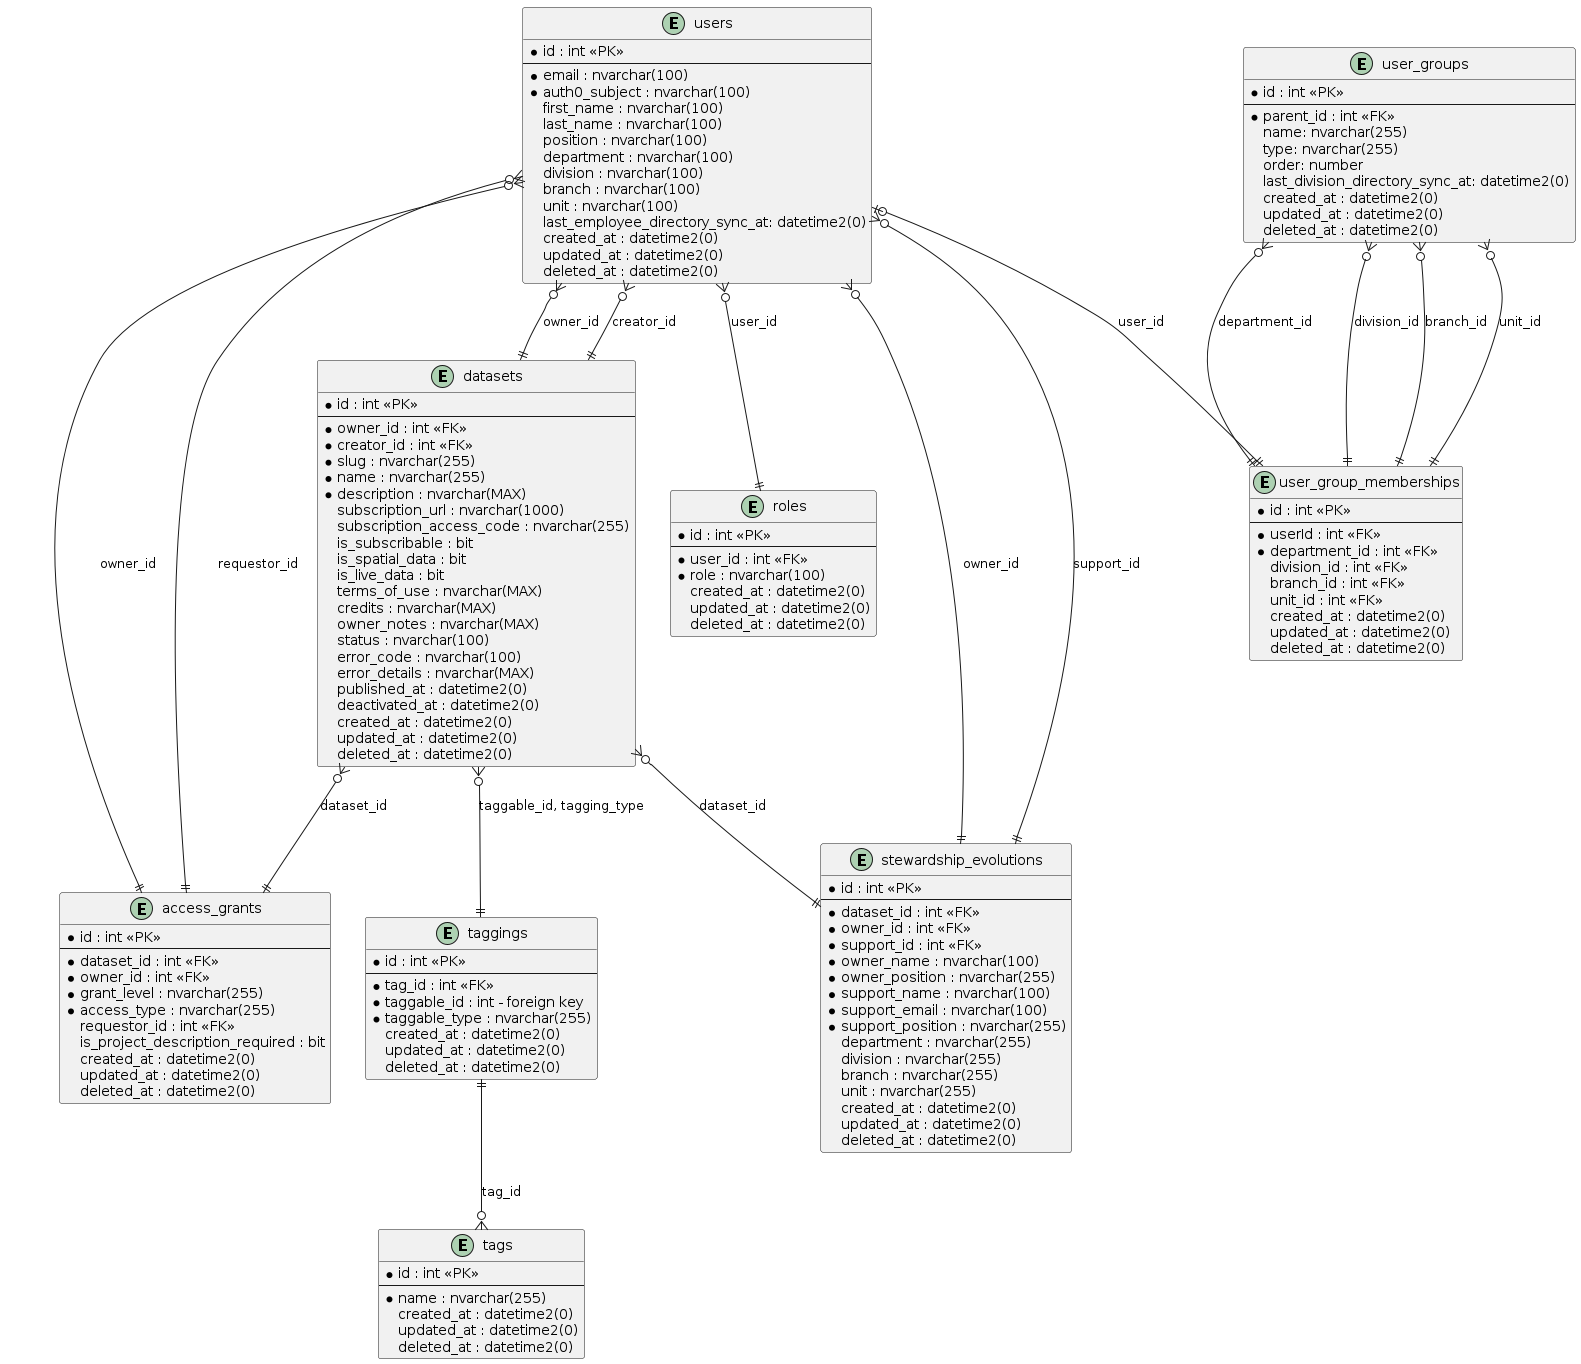 E users
* id : int «PK»
* email : nvarchar(100)
* auth0_subject : nvarchar(100)
first_name : nvarchar(100)
last_name : nvarchar(100)
position : nvarchar(100)
department : nvarchar(100)
division : nvarchar(100)
branch : nvarchar(100)
unit : nvarchar(100)
last_employee_directory_sync_at: datetime2(0)
created_at : datetime2(0)
updated_at : datetime2(0)
deleted_at : datetime2(0)
E user_groups
* id : int «PK»
* parent_id : int «FK»
name: nvarchar(255)
type: nvarchar(255)
order: number
last_division_directory_sync_at: datetime2(0)
created_at : datetime2(0)
updated_at : datetime2(0)
deleted_at : datetime2(0)
owner_id
creator_id
user_id
user_id
department_id
division_id
branch_id
unit_id
E datasets
* id : int «PK»
* owner_id : int «FK»
* creator_id : int «FK»
* slug : nvarchar(255)
* name : nvarchar(255)
* description : nvarchar(MAX)
subscription_url : nvarchar(1000)
subscription_access_code : nvarchar(255)
is_subscribable : bit
is_spatial_data : bit
is_live_data : bit
terms_of_use : nvarchar(MAX)
credits : nvarchar(MAX)
owner_notes : nvarchar(MAX)
status : nvarchar(100)
error_code : nvarchar(100)
error_details : nvarchar(MAX)
published_at : datetime2(0)
deactivated_at : datetime2(0)
created_at : datetime2(0)
updated_at : datetime2(0)
deleted_at : datetime2(0)
E roles
* id : int «PK»
* user_id : int «FK»
* role : nvarchar(100)
created_at : datetime2(0)
updated_at : datetime2(0)
deleted_at : datetime2(0)
E user_group_memberships
* id : int «PK»
* userId : int «FK»
* department_id : int «FK»
division_id : int «FK»
branch_id : int «FK»
unit_id : int «FK»
created_at : datetime2(0)
updated_at : datetime2(0)
deleted_at : datetime2(0)
owner_id
requestor_id
owner_id
support_id
dataset_id
taggable_id, tagging_type
dataset_id
E access_grants
* id : int «PK»
* dataset_id : int «FK»
* owner_id : int «FK»
* grant_level : nvarchar(255)
* access_type : nvarchar(255)
requestor_id : int «FK»
is_project_description_required : bit
created_at : datetime2(0)
updated_at : datetime2(0)
deleted_at : datetime2(0)
E taggings
* id : int «PK»
* tag_id : int «FK»
* taggable_id : int - foreign key
* taggable_type : nvarchar(255)
created_at : datetime2(0)
updated_at : datetime2(0)
deleted_at : datetime2(0)
E stewardship_evolutions
* id : int «PK»
* dataset_id : int «FK»
* owner_id : int «FK»
* support_id : int «FK»
* owner_name : nvarchar(100)
* owner_position : nvarchar(255)
* support_name : nvarchar(100)
* support_email : nvarchar(100)
* support_position : nvarchar(255)
department : nvarchar(255)
division : nvarchar(255)
branch : nvarchar(255)
unit : nvarchar(255)
created_at : datetime2(0)
updated_at : datetime2(0)
deleted_at : datetime2(0)
tag_id
E tags
* id : int «PK»
* name : nvarchar(255)
created_at : datetime2(0)
updated_at : datetime2(0)
deleted_at : datetime2(0)